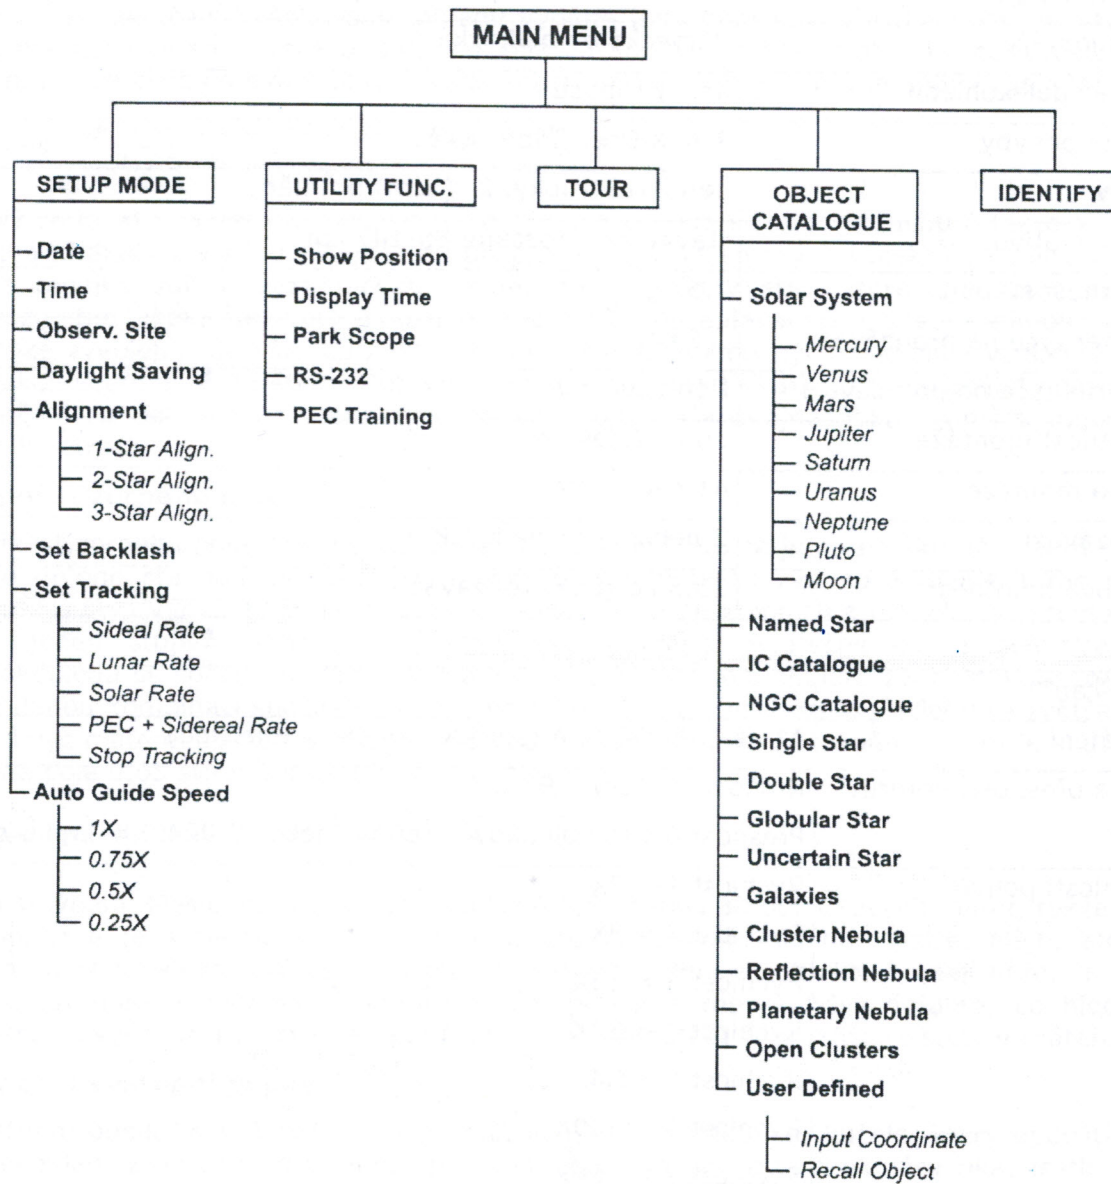 MAIN MENU
SETUP MODE
Date
Time
Observ. Site
Daylight Saving
Alignment
1-Star Align.
2-Star Align.
3-Star Align.
Set Backlash
Set Tracking
Sideal Rate
Lunar Rate
Solar Rate
PEC + Sidereal Rate
Stop Tracking
Auto Guide Speed
1X
0.75X
0.5X
0.25X
UTILITY FUNC.
Show Position
Display Time
Park Scope
RS-232
PEC Training
TOUR
OBJECT
CATALOGUE
Solar System
Mercury
Venus
Mars
Jupiter
Saturn
Uranus
Neptune
Pluto
Moon
Named Star
IC Catalogue
NGC Catalogue
Single Star
Double Star
Globular Star
Uncertain Star
Galaxies
Cluster Nebula
Reflection Nebula
Planetary Nebula
Open Clusters
User Defined
Input Coordinate
Recall Object
IDENTIFY